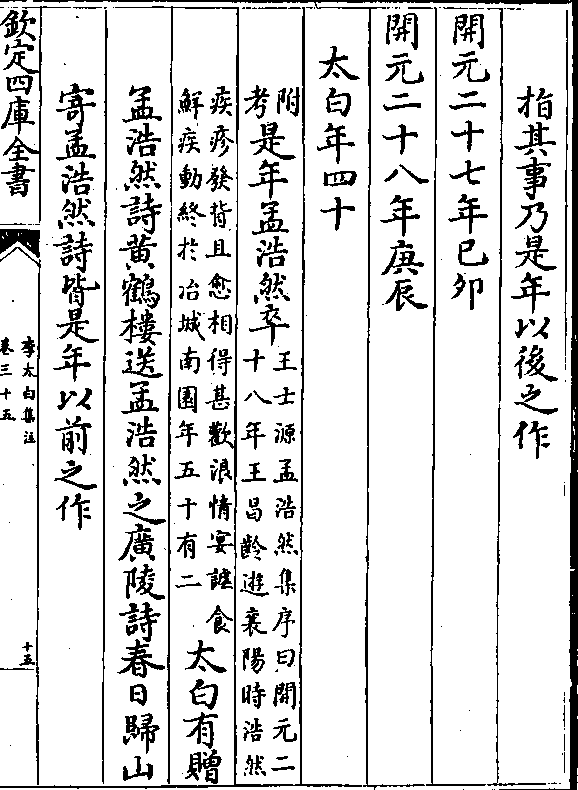 指其事乃是年以後之作
開元二十七年已卯
開元二十八年庚辰
太白年四十
附考
是年孟浩然卒
王士源孟浩然集序曰開元二
十八年王昌齡遊襄陽時浩然
疾疹發背且愈相得甚歡浪情宴謔食
鮮疾動終於冶城南園年五十有二
太白有贈
孟浩然詩黄鶴樓送孟浩然之廣陵詩春日歸山
寄孟浩然詩皆是年以前之作
欽定四庫全書
李太白集注
卷三十五
十五